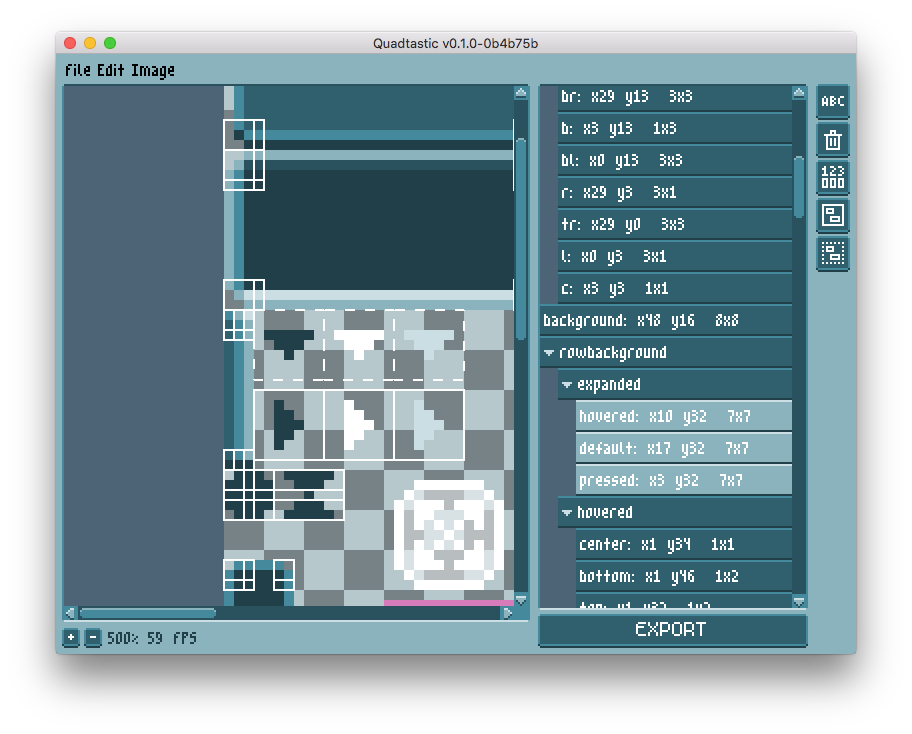 Quadtastic v0.1.0-0b4b75b
File Edit Image
br: x29 y13 3x3
b: x3 y13 1x3
bl: x0 y13 3x3
r: x29 y3 3x1
tr: x29 y0 3x3
l: x0 y3 3x1
c: x3 y3 1x1
background: x48 y16 8x8
rowbackground
expanded
hovered: x10 y32 7x7
default: x17 y32 7x7
pressed: x3 y32 7x7
hovered
center: x1 y34 1x1
bottom: x1 y46 1x2
ABC
123
EXPORT
+ - 500% 59 FPS